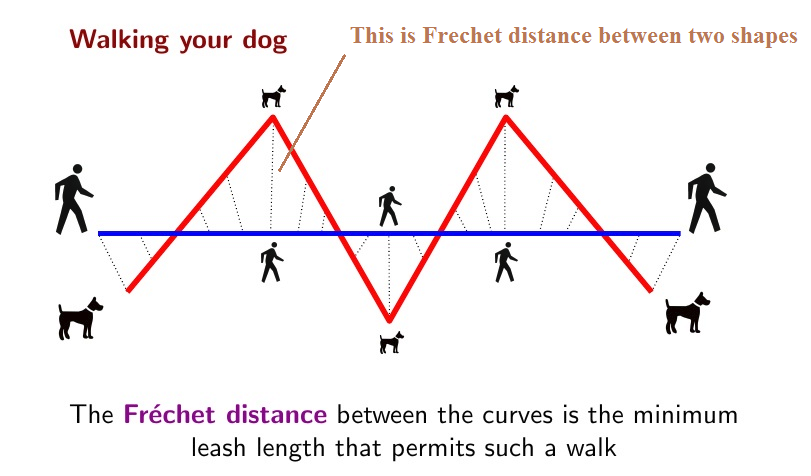 Walking your dog
This is Frechet distance between two shapes
The Fréchet distance between the curves is the minimum
leash length that permits such a walk